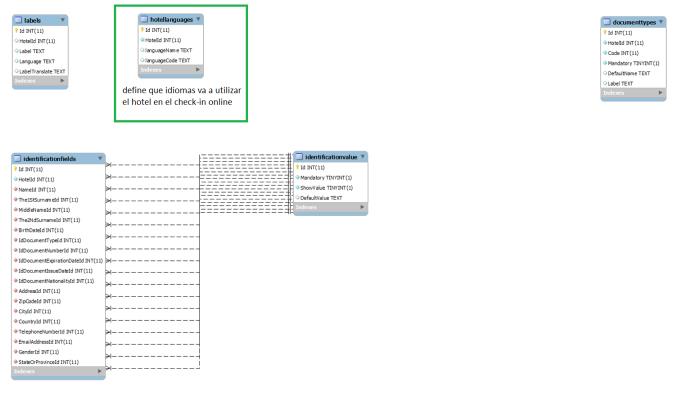 labels
Id INT(11)
HotelId INT(11)
Label TEXT
Language TEXT
LabelTranslate TEXT
Indexes
hotellanguages
Id INT(11)
HotelId INT(11)
languageName TEXT
languageCode TEXT
Indexes
define que idiomas va a utilizar
el hotel en el check-in online
documenttypes
Id INT(11)
HotelId INT(11)
Code INT(11)
Mandatory TINYINT(1)
DefaultName TEXT
Label TEXT
Indexes
identificationfields
Id INT(11)
HotelId INT(11)
NameId INT(11)
The1StSurnameId INT(11)
MiddleNameId INT(11)
The2NdSurnameId INT(11)
BirthDateId INT(11)
IdDocumentTypeId INT(11)
IdDocumentNumberId INT(11)
IdDocumentExpirationDateId INT(11)
IdDocumentIssueDateId INT(11)
IdDocumentNationalityId INT(11)
AddressId INT(11)
ZipCodeId INT(11)
CityId INT(11)
CountryId INT(11)
TelephoneNumberId INT(11)
EmailAddressId INT(11)
GenderId INT(11)
StateOrProvinceId INT(11)
Indexes
identificationvalue
Id INT(11)
Mandatory TINYINT(1)
ShowValue TINYINT(1)
DefaultValue TEXT
Indexes